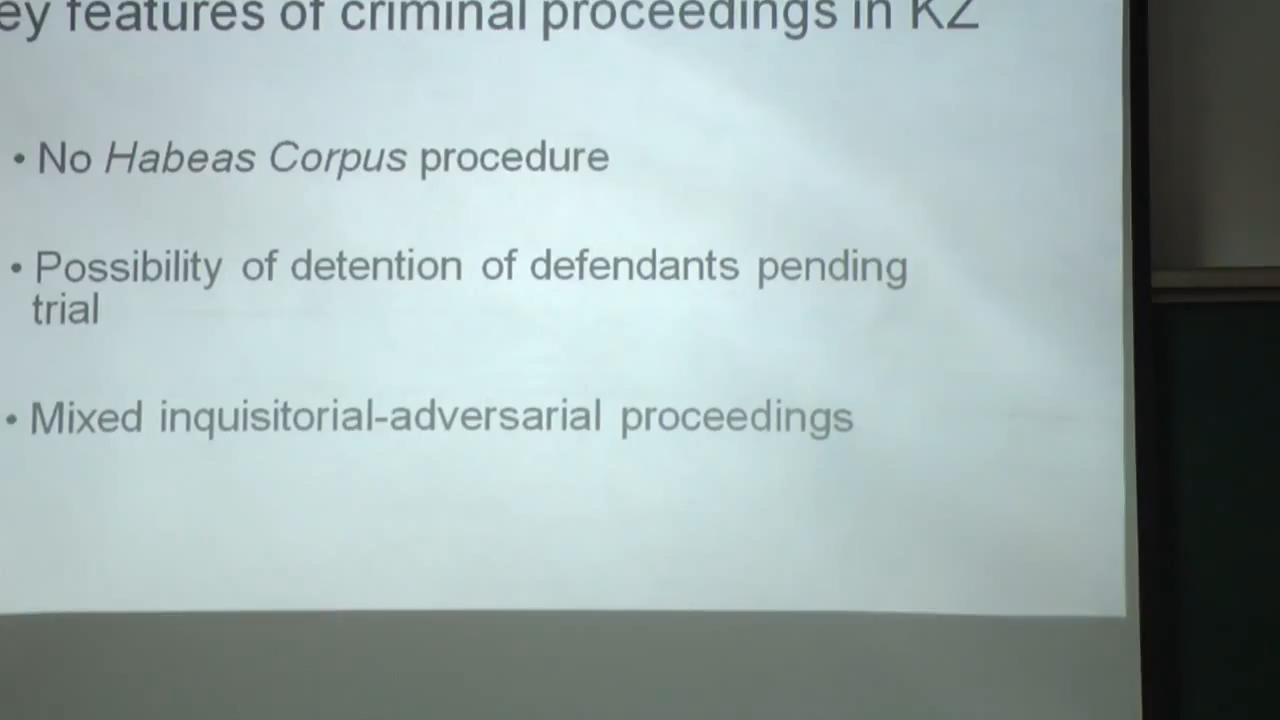 ey features of criminal proceedings in KZ
• No Habeas Corpus procedure
• Possibility of detention of defendants pending
trial
• Mixed inquisitorial-adversarial proceedings